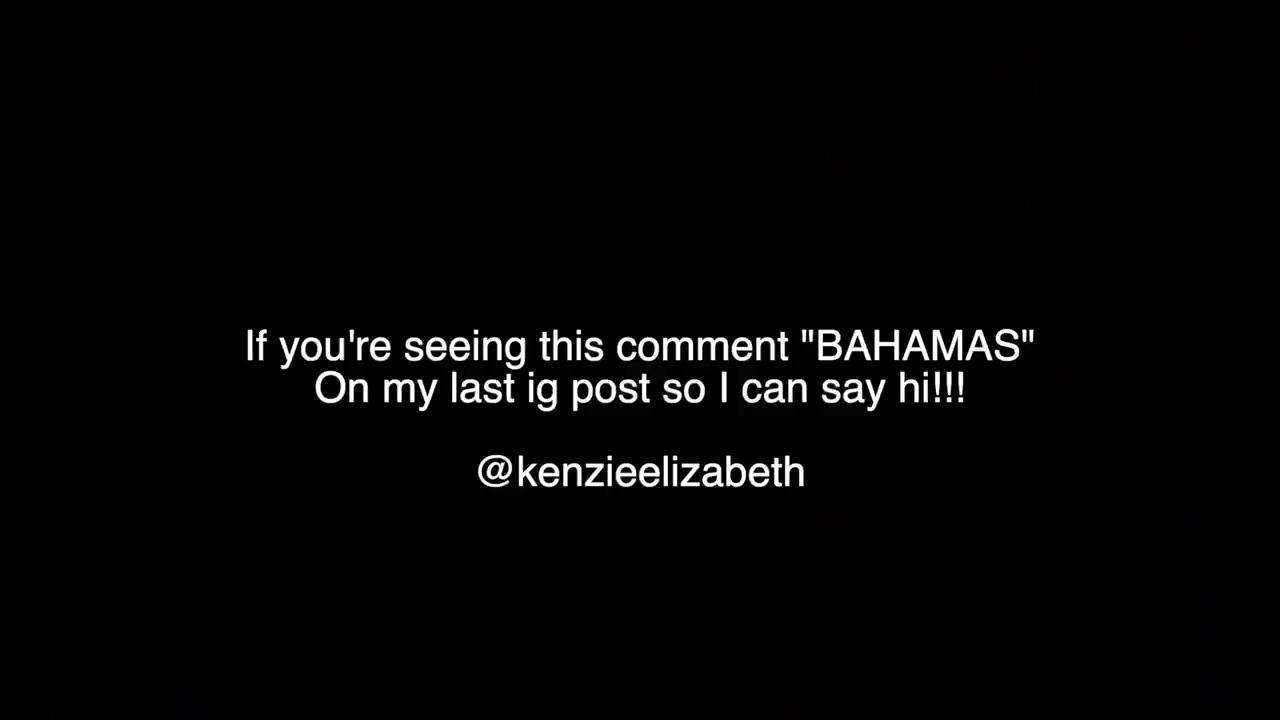 If you're seeing this comment "BAHAMAS"
On my last ig post so I can say hi!!!
@kenzieelizabeth